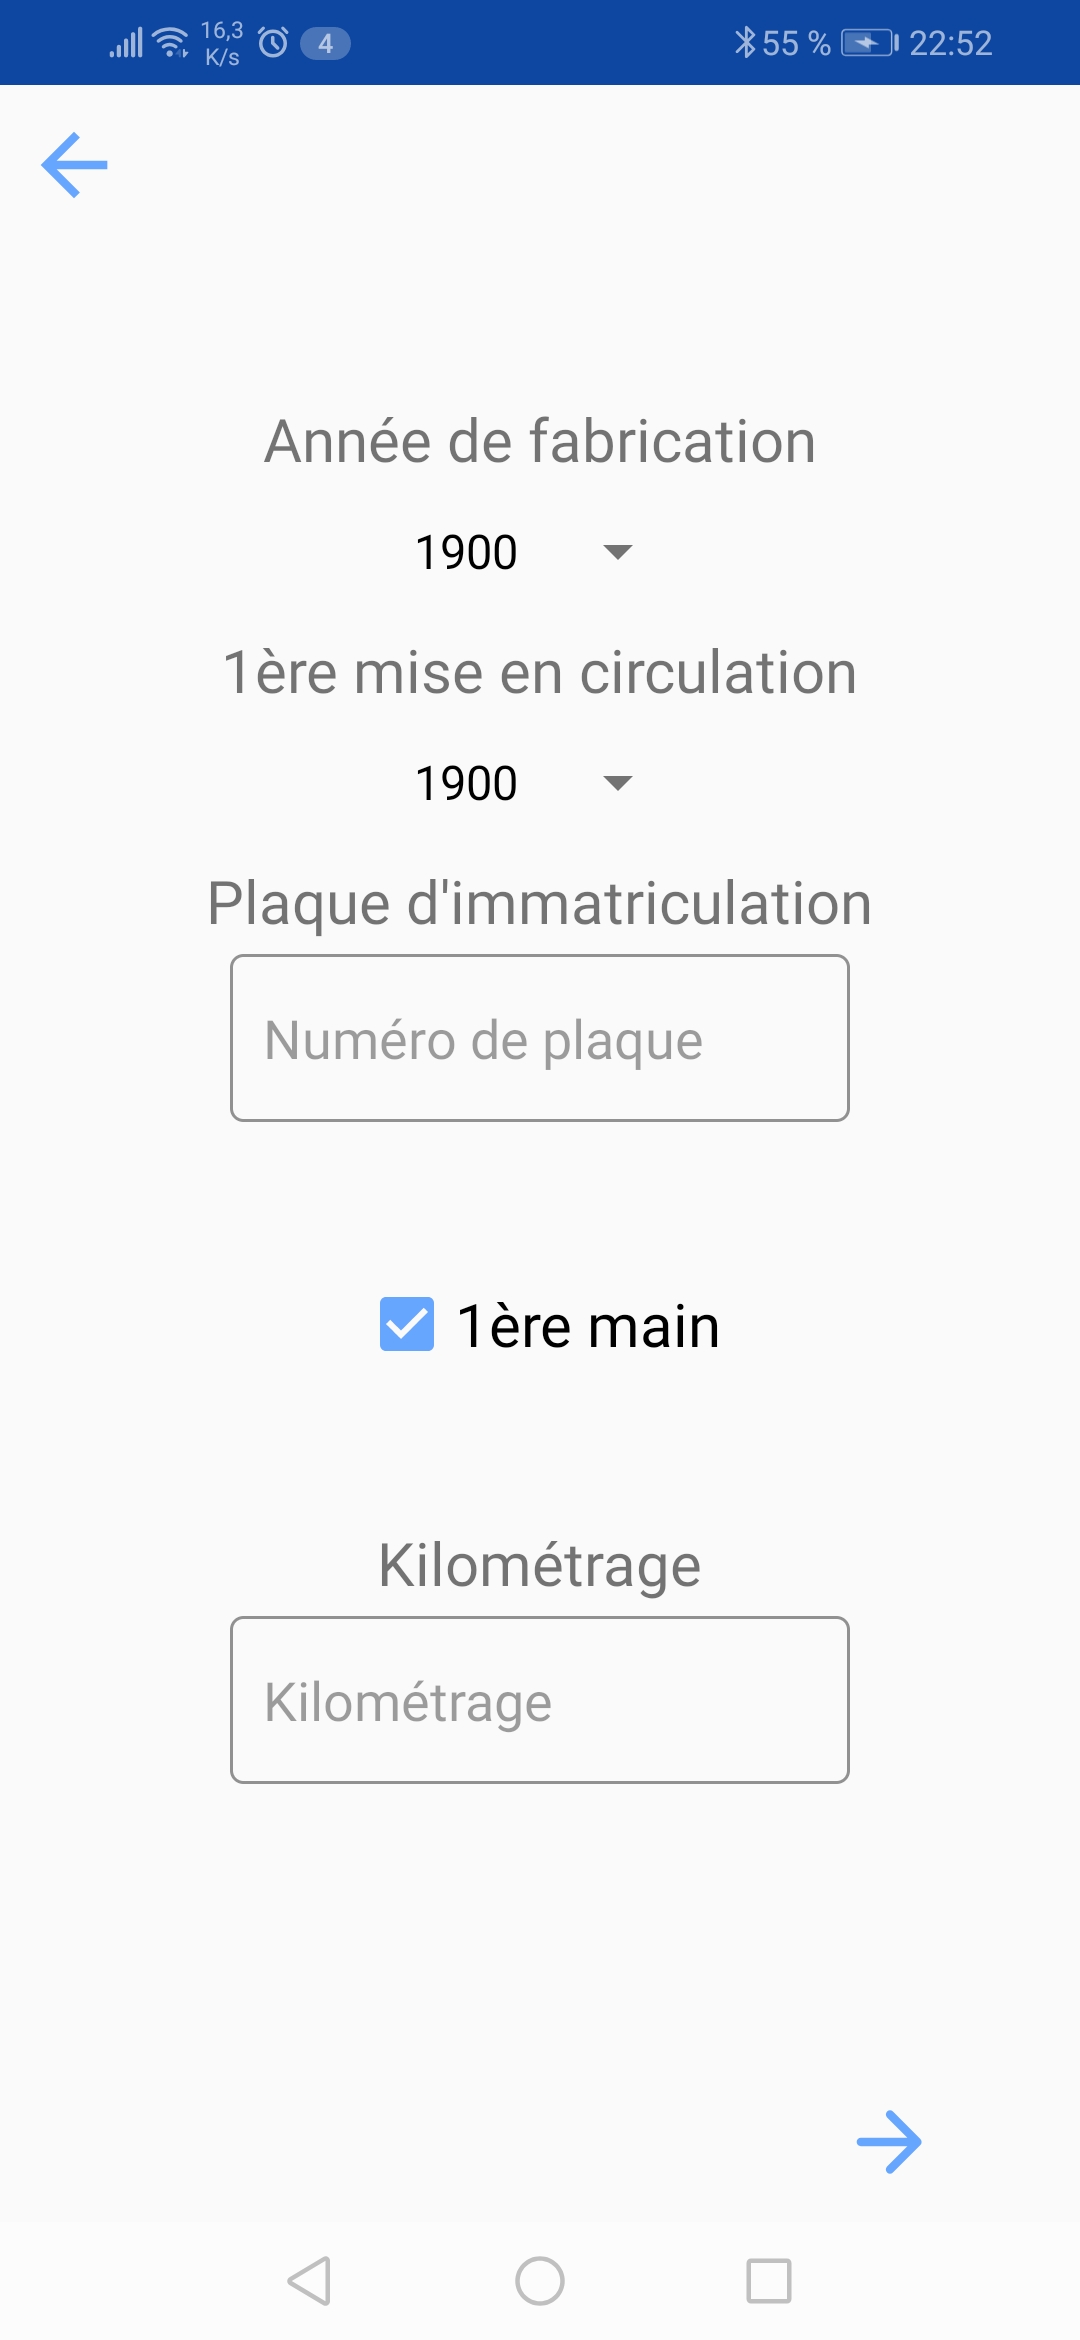 16,3
K/s
4
55 %
22:52
Année de fabrication
1900
1ère mise en circulation
1900
Plaque d'immatriculation
Numéro de plaque
1ère main
Kilométrage
Kilométrage